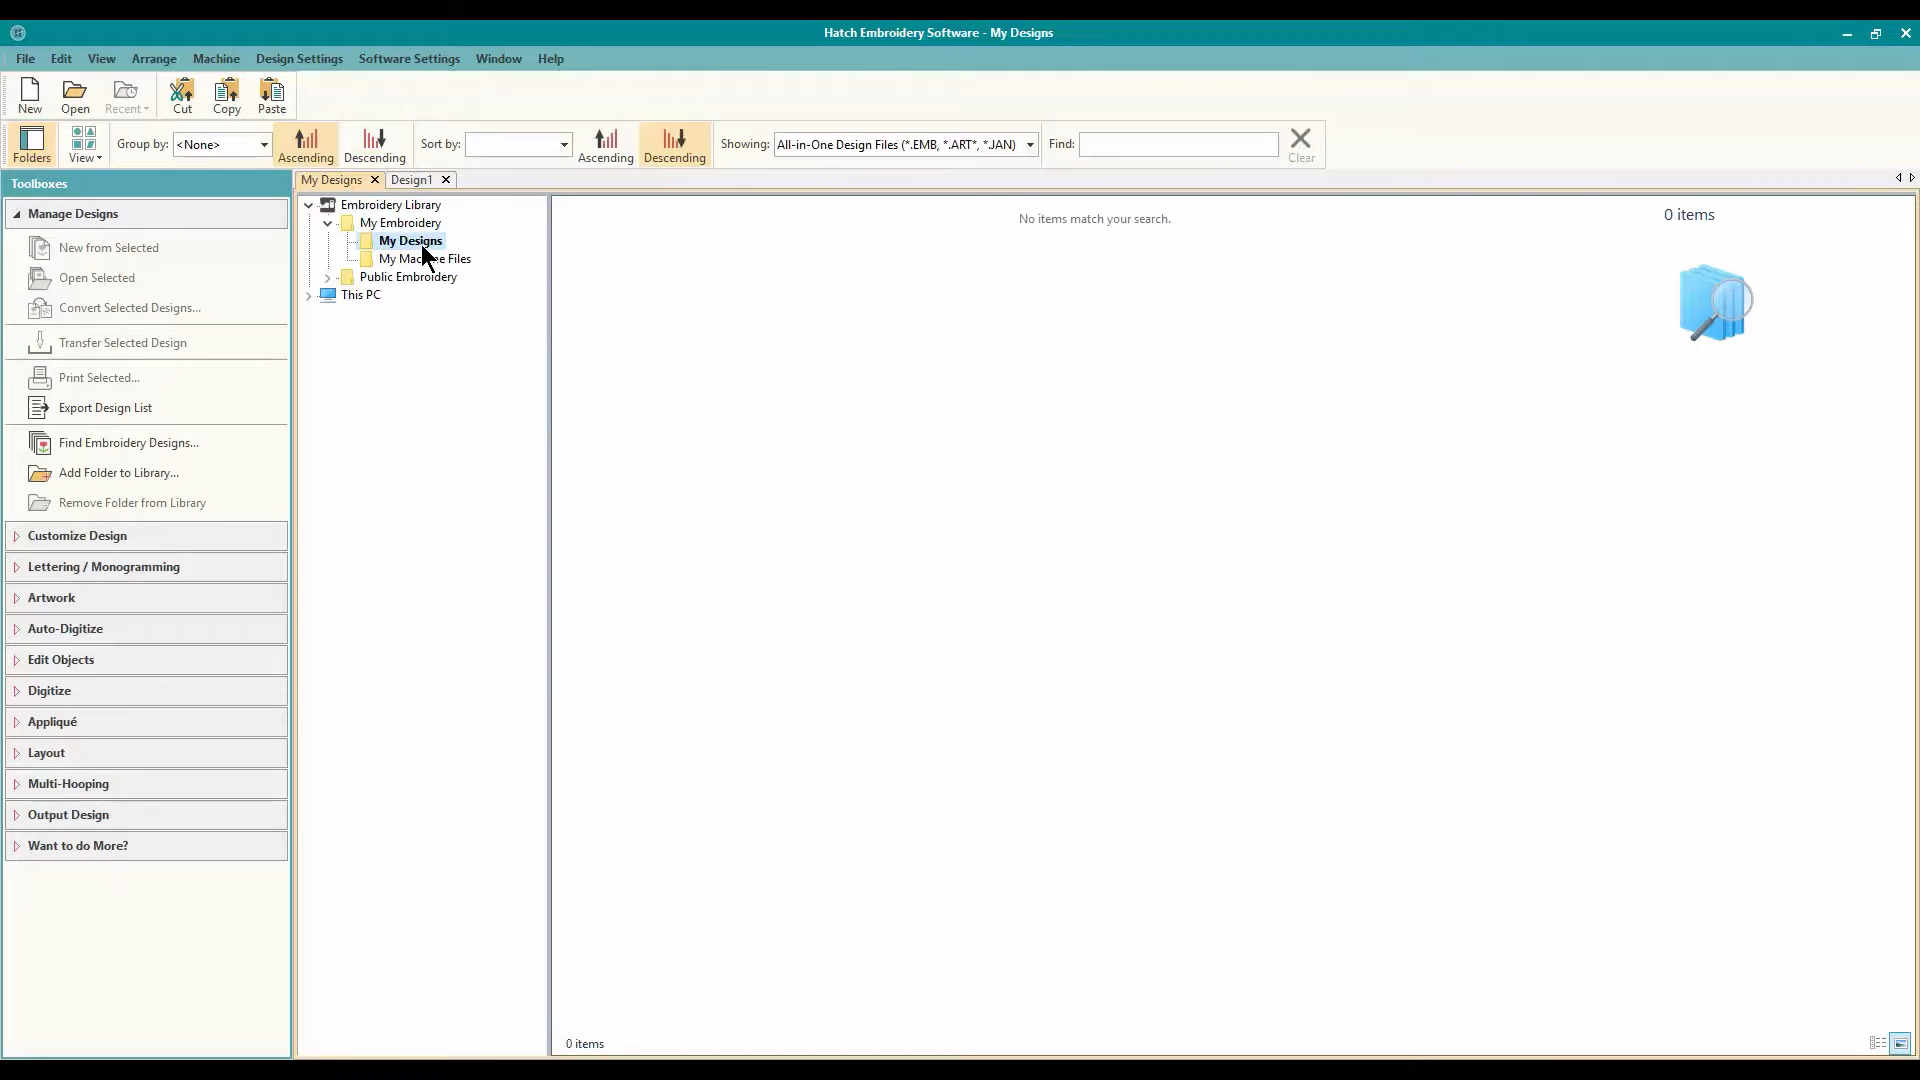 Hatch Embroidery Software - My Designs
File Edit View Arrange Machine Design Settings Software Settings Window Help
New Open Recent Cut Copy Paste
Folders View Group by: <None> Ascending Descending Sort by: Ascending Descending Showing: All-in-One Design Files (*.EMB, *.ART*, *.JAN) Find: Clear
Toolboxes
Manage Designs
New from Selected
Open Selected
Convert Selected Designs...
Transfer Selected Design
Print Selected...
Export Design List
Find Embroidery Designs...
Add Folder to Library...
Remove Folder from Library
Customize Design
Lettering / Monogramming
Artwork
Auto-Digitize
Edit Objects
Digitize
Appliqué
Layout
Multi-Hooping
Output Design
Want to do More?
My Designs Design1
Embroidery Library
My Embroidery
My Designs
My Machine Files
Public Embroidery
This PC
No items match your search.
0 items
0 items